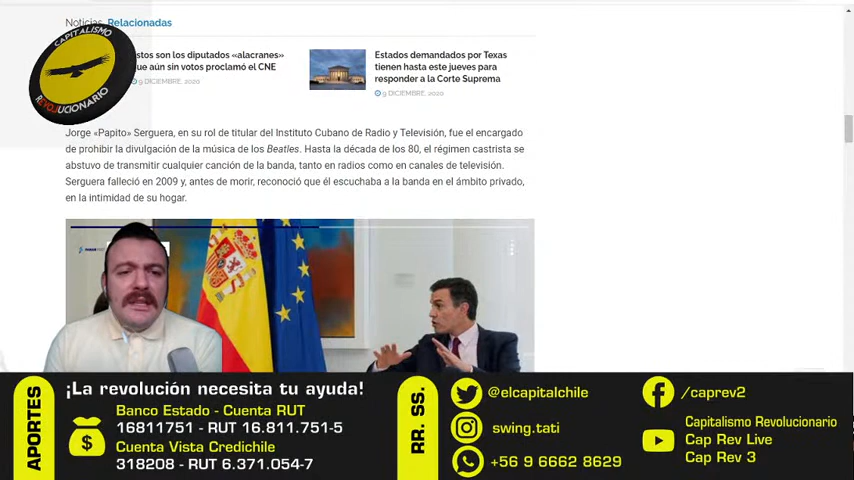 Noticias Relacionadas
CAPITALISMO
REVOLUCIONARIO
stos son los diputados «alacranes»
ue aún sin votos proclamó el CNE
9 DICIEMBRE, 2020
Estados demandados por Texas
tienen hasta este jueves para
responder a la Corte Suprema
9 DICIEMBRE, 2020
Jorge «Papito» Serguera, en su rol de titular del Instituto Cubano de Radio y Televisión, fue el encargado
de prohibir la divulgación de la música de los Beatles. Hasta la década de los 80, el régimen castrista se
abstuvo de transmitir cualquier canción de la banda, tanto en radios como en canales de televisión.
Serguera falleció en 2009 y, antes de morir, reconoció que él escuchaba a la banda en el ámbito privado,
en la intimidad de su hogar.
APORTES
¡La revolución necesita tu ayuda!
Banco Estado - Cuenta RUT
16811751 - RUT 16.811.751-5
Cuenta Vista Credichile
318208 - RUT 6.371.054-7
$
RR. SS.
@elcapitalchile
swing.tati
+56 9 6662 8629
/caprev2
Capitalismo Revolucionario
Cap Rev Live
Cap Rev 3